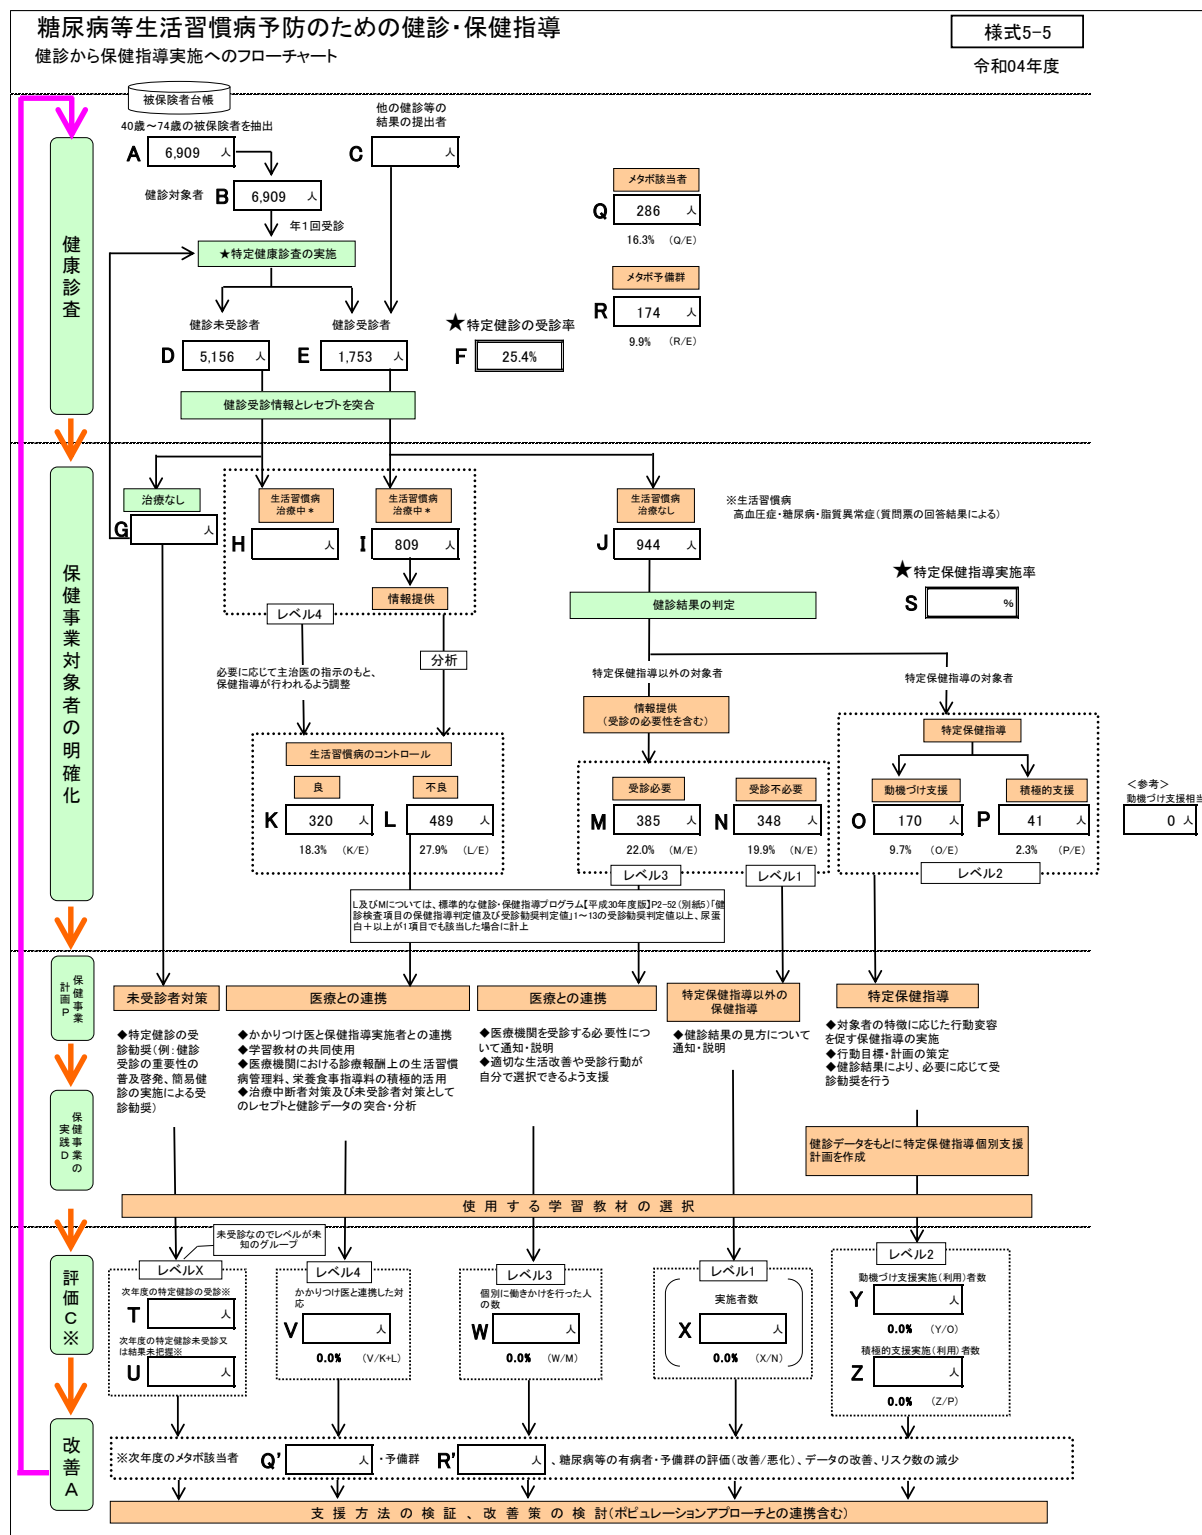 糖尿病等生活習慣病予防のための健診・保健指導
様式5-5
健診から保健指導実施へのフローチャート
令和04年度
被保険者台帳
40歳～74歳の被保険者を抽出
他の健診等の
結果の提出者
A 6,909 人
C 人
健診対象者 B 6,909 人
年1回受診
メタボ該当者
Q 286 人
16.3% (Q/E)
★特定健康診査の実施
メタボ予備群
R 174 人
9.9% (R/E)
健康診査
健診未受診者
健診受診者
★特定健診の受診率
D 5,156 人
E 1,753 人
F 25.4%
健診受診情報とレセプトを突合
保健事業対象者の明確化
治療なし
G 人
生活習慣病
治療中＊
H 人
生活習慣病
治療中＊
I 809 人
情報提供
レベル4
生活習慣病
治療なし
J 944 人
※生活習慣病
高血圧症・糖尿病・脂質異常症（質問票の回答結果による）
★特定保健指導実施率
S %
健診結果の判定
分析
必要に応じて主治医の指示のもと、
保健指導が行われるよう調整
特定保健指導以外の対象者
特定保健指導の対象者
情報提供
（受診の必要性を含む）
特定保健指導
生活習慣病のコントロール
良
不良
受診必要
受診不必要
動機づけ支援
積極的支援
＜参考＞
動機づけ支援相当
K 320 人
L 489 人
M 385 人
N 348 人
O 170 人
P 41 人
0 人
18.3% (K/E)
27.9% (L/E)
22.0% (M/E)
19.9% (N/E)
9.7% (O/E)
2.3% (P/E)
レベル3
レベル1
レベル2
L及びMについては、標準的な健診・保健指導プログラム【平成30年度版】P2-52（別紙5）「健
診検査項目の保健指導判定値及び受診勧奨判定値」1～13の受診勧奨判定値以上、尿蛋
白＋以上が1項目でも該当した場合に計上
保健事業
計画P
未受診者対策
医療との連携
医療との連携
特定保健指導以外の
保健指導
特定保健指導
◆特定健診の受
診勧奨（例：健診
受診の重要性の
普及啓発、簡易健
診の実施による受
診勧奨）
◆かかりつけ医と保健指導実施者との連携
◆学習教材の共同使用
◆医療機関における診療報酬上の生活習慣
病管理料、栄養食事指導料の積極的活用
◆治療中断者対策及び未受診者対策として
のレセプトと健診データの突合・分析
◆医療機関を受診する必要性につ
いて通知・説明
◆適切な生活改善や受診行動が
自分で選択できるよう支援
◆健診結果の見方について
通知・説明
◆対象者の特徴に応じた行動変容
を促す保健指導の実施
◆行動目標・計画の策定
◆健診結果により、必要に応じて受
診勧奨を行う
保健事業の
実践D
健診データをもとに特定保健指導個別支援
計画を作成
使用する学習教材の選択
未受診なのでレベルが未
知のグループ
評価C※
レベルX
次年度の特定健診の受診※
T 人
次年度の特定健診未受診又
は結果未把握※
U 人
レベル4
かかりつけ医と連携した対
応
V 人
0.0% (V/K+L)
レベル3
個別に働きかけを行った人
の数
W 人
0.0% (W/M)
レベル1
実施者数
X 人
0.0% (X/N)
レベル2
動機づけ支援実施（利用）者数
Y 人
0.0% (Y/O)
積極的支援実施（利用）者数
Z 人
0.0% (Z/P)
改善A
※次年度のメタボ該当者 Q' 人 ・予備群 R' 人 、糖尿病等の有病者・予備群の評価（改善/悪化）、データの改善、リスク数の減少
支援方法の検証、改善策の検討（ポピュレーションアプローチとの連携含む）